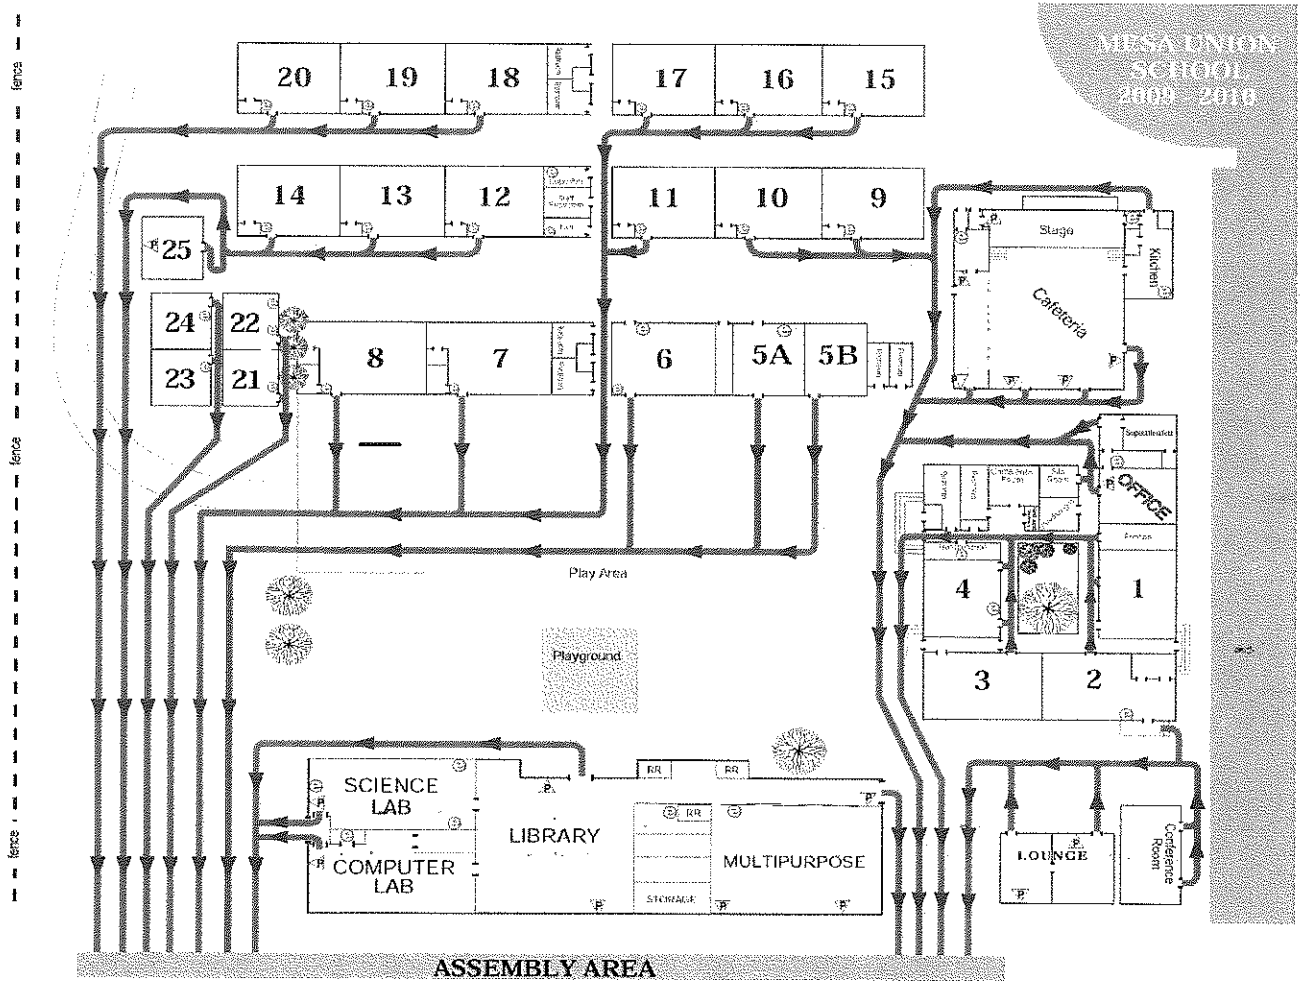 MESA UNION
SCHOOL
2009 - 2010
fence
fence
fence
20
19
18
17
16
15
14
13
12
11
10
9
25
24
22
23
21
8
7
6
5A
5B
Stage
Kitchen
Cafeteria
OFFICE
4
1
3
2
Play Area
Playground
SCIENCE
LAB
COMPUTER
LAB
LIBRARY
RR
RR
RR
STORAGE
MULTIPURPOSE
LOUNGE
Conference
Room
ASSEMBLY AREA